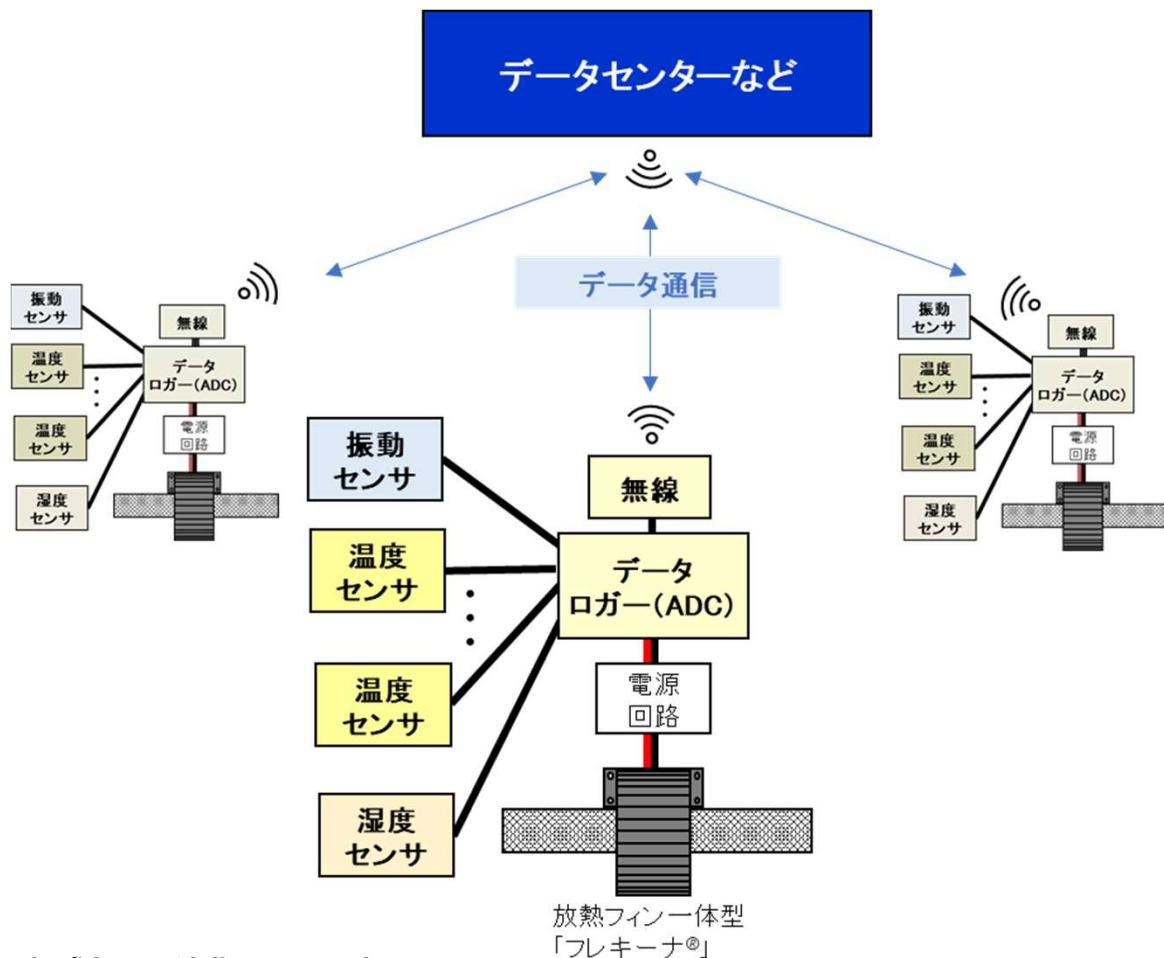 データセンターなど
データ通信
振動
センサ
温度
センサ
温度
センサ
湿度
センサ
無線
データ
ロガー(ADC)
電源
回路
振動
センサ
温度
センサ
温度
センサ
湿度
センサ
無線
データ
ロガー(ADC)
電源
回路
放熱フィン一体型
「フレキーナ®」
振動
センサ
温度
センサ
温度
センサ
湿度
センサ
無線
データ
ロガー(ADC)
電源
回路